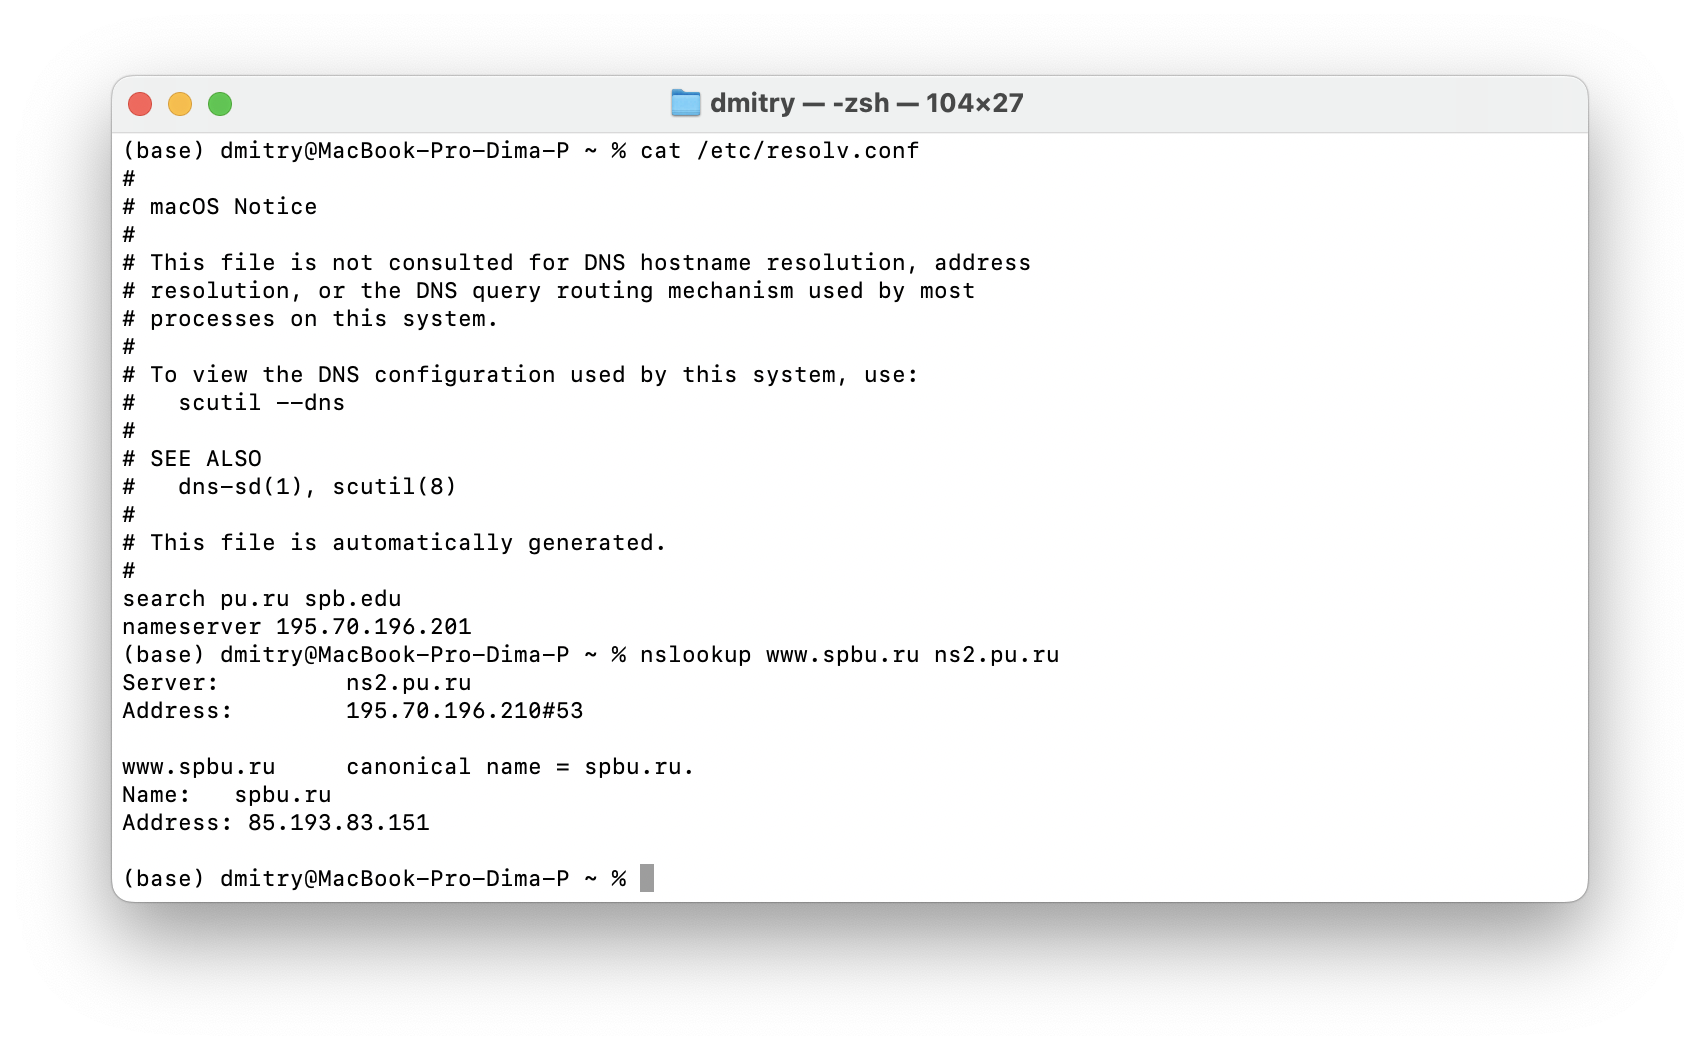 dmitry — -zsh — 104×27
(base) dmitry@MacBook-Pro-Dima-P ~ % cat /etc/resolv.conf
#
# macOS Notice
#
# This file is not consulted for DNS hostname resolution, address
# resolution, or the DNS query routing mechanism used by most
# processes on this system.
#
# To view the DNS configuration used by this system, use:
#   scutil --dns
#
# SEE ALSO
#   dns-sd(1), scutil(8)
#
# This file is automatically generated.
#
search pu.ru spb.edu
nameserver 195.70.196.201
(base) dmitry@MacBook-Pro-Dima-P ~ % nslookup www.spbu.ru ns2.pu.ru
Server:         ns2.pu.ru
Address:        195.70.196.210#53

www.spbu.ru     canonical name = spbu.ru.
Name:   spbu.ru
Address: 85.193.83.151

(base) dmitry@MacBook-Pro-Dima-P ~ %